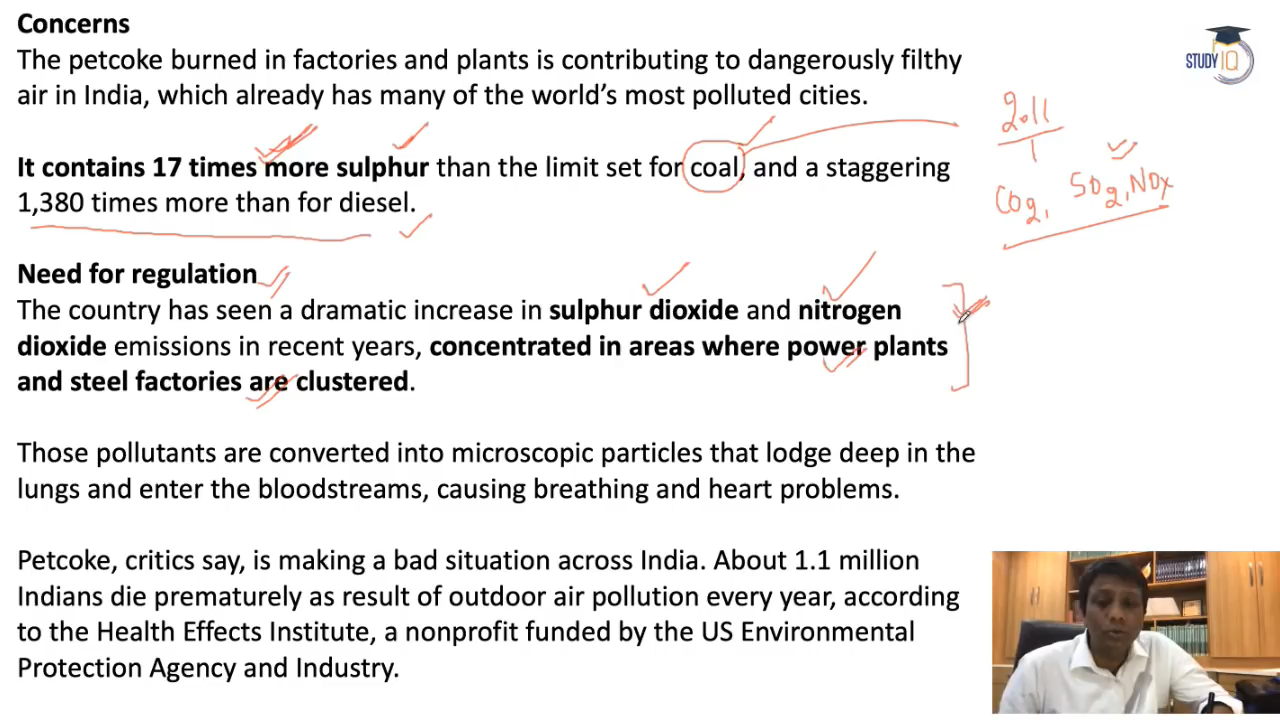 Concerns
The petcoke burned in factories and plants is contributing to dangerously filthy
air in India, which already has many of the world's most polluted cities.
It contains 17 times more sulphur than the limit set for coal, and a staggering
1,380 times more than for diesel.
Need for regulation
The country has seen a dramatic increase in sulphur dioxide and nitrogen
dioxide emissions in recent years, concentrated in areas where power plants
and steel factories are clustered.
Those pollutants are converted into microscopic particles that lodge deep in the
lungs and enter the bloodstreams, causing breathing and heart problems.
Petcoke, critics say, is making a bad situation across India. About 1.1 million
Indians die prematurely as result of outdoor air pollution every year, according
to the Health Effects Institute, a nonprofit funded by the US Environmental
Protection Agency and Industry.
STUDY IQ
2011
CO2, SO2, NOx